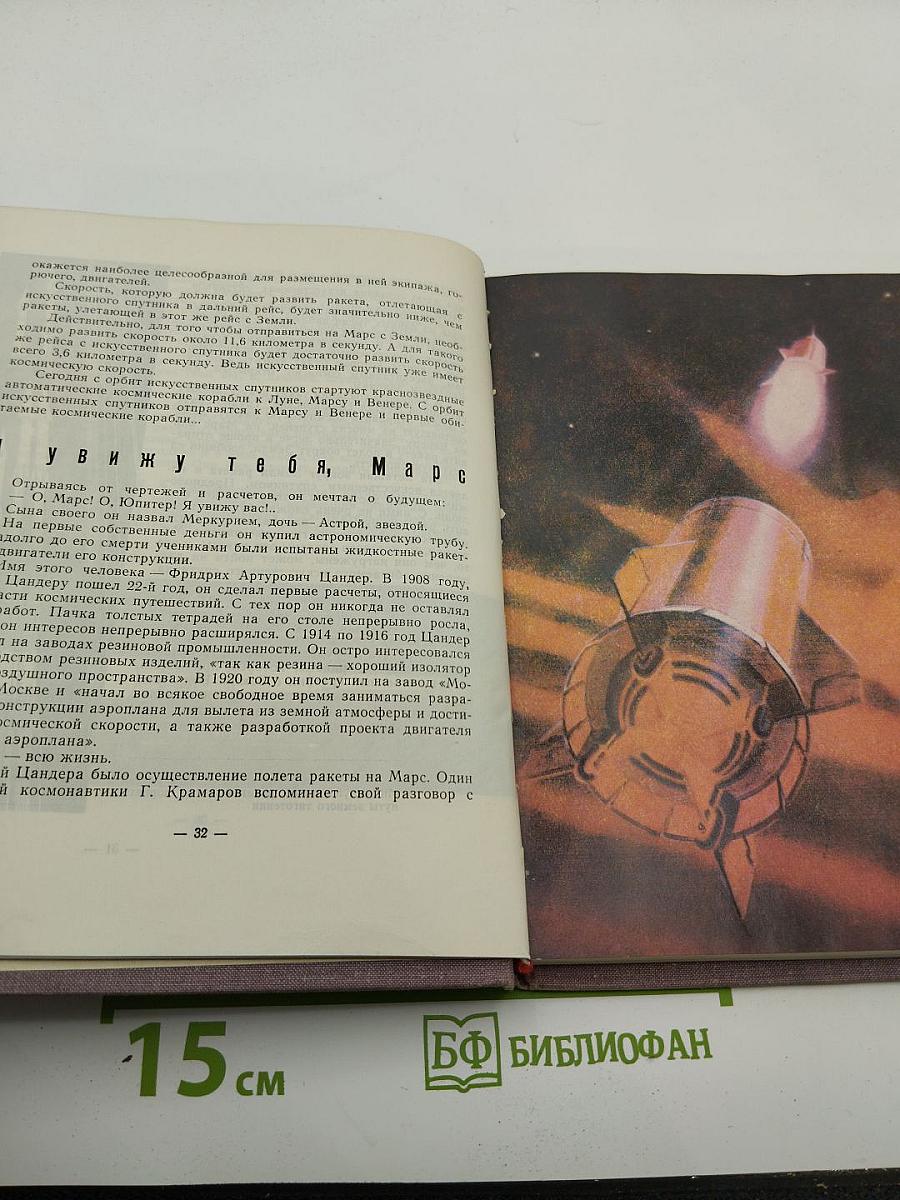 окажется наиболее целесообразной для размещения в ней экипажа, го-
рючего, двигателей.
Скорость, которую должна будет развить ракета, отлетающая с
искусственного спутника в дальний рейс, будет значительно ниже, чем
ракеты, улетающей в этот же рейс с Земли.
Действительно, для того чтобы отправиться на Марс с Земли, необ-
ходимо развить скорость около 11,6 километра в секунду. А для такого
же рейса с искусственного спутника будет достаточно развить скорость
всего 3,6 километра в секунду. Ведь искусственный спутник уже имеет
космическую скорость.
Сегодня с орбит искусственных спутников стартуют краснозвездные
автоматические космические корабли к Луне, Марсу и Венере. С орбит
искусственных спутников отправятся к Марсу и Венере и первые оби-
таемые космические корабли...
увижу тебя, Марс
Отрываясь от чертежей и расчетов, он мечтал о будущем:
— О, Марс! О, Юпитер! Я увижу вас!..
Сына своего он назвал Меркурием, дочь — Астрой, звездой.
На первые собственные деньги он купил астрономическую трубу.
задолго до его смерти учениками были испытаны жидкостные ракет-
двигатели его конструкции.
Имя этого человека — Фридрих Артурович Цандер. В 1908 году,
Цандеру пошел 22-й год, он сделал первые расчеты, относящиеся
асти космических путешествий. С тех пор он никогда не оставлял
работ. Пачка толстых тетрадей на его столе непрерывно росла,
он интересов непрерывно расширялся. С 1914 по 1916 год Цандер
л на заводах резиновой промышленности. Он остро интересовался
одством резиновых изделий, «так как резина — хороший изолятор
оздушного пространства». В 1920 году он поступил на завод «Мо-
Москве и «начал во всякое свободное время заниматься разра-
онструкции аэроплана для вылета из земной атмосферы и дости-
осмической скорости, а также разработкой проекта двигателя
аэроплана».
— всю жизнь.
й Цандера было осуществление полета ракеты на Марс. Один
й космонавтики Г. Крамаров вспоминает свой разговор с
— 32 —
15 см
БФ БИБЛИОФАН